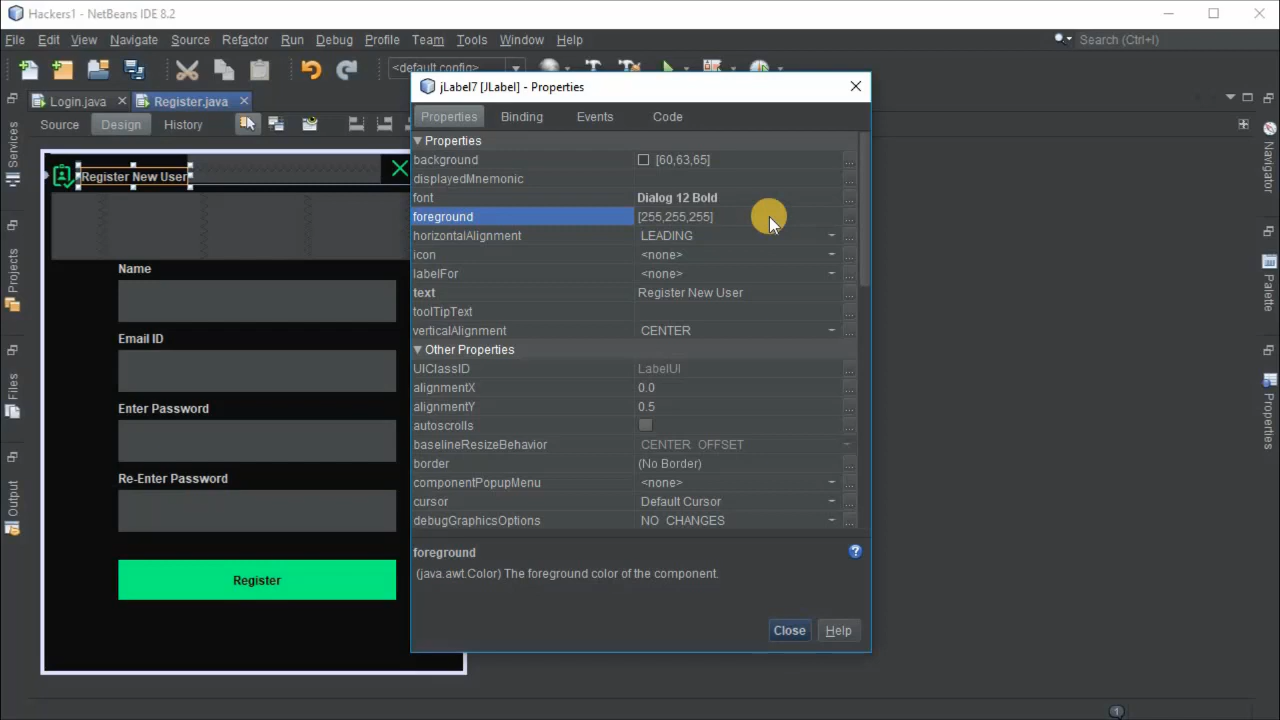 Hackers1 - NetBeans IDE 8.2
File Edit View Navigate Source Refactor Run Debug Profile Team Tools Window Help
Search (Ctrl+I)
<default config>
jLabel7 [JLabel] - Properties
Login.java
Register.java
Source Design History
Properties Binding Events Code
Services
Projects
Files
Output
Navigator
Palette
Properties
Register New User
Name
Email ID
Enter Password
Re-Enter Password
Register
Properties
background [60,63,65] ...
displayedMnemonic ...
font Dialog 12 Bold ...
foreground [255,255,255] ...
horizontalAlignment LEADING ...
icon <none> ...
labelFor <none> ...
text Register New User ...
toolTipText ...
verticalAlignment CENTER ...
Other Properties
UIClassID LabelUI ...
alignmentX 0.0 ...
alignmentY 0.5 ...
autoscrolls ...
baselineResizeBehavior CENTER_OFFSET
border (No Border) ...
componentPopupMenu <none> ...
cursor Default Cursor ...
debugGraphicsOptions NO_CHANGES ...
foreground
(java.awt.Color) The foreground color of the component.
Close Help
1